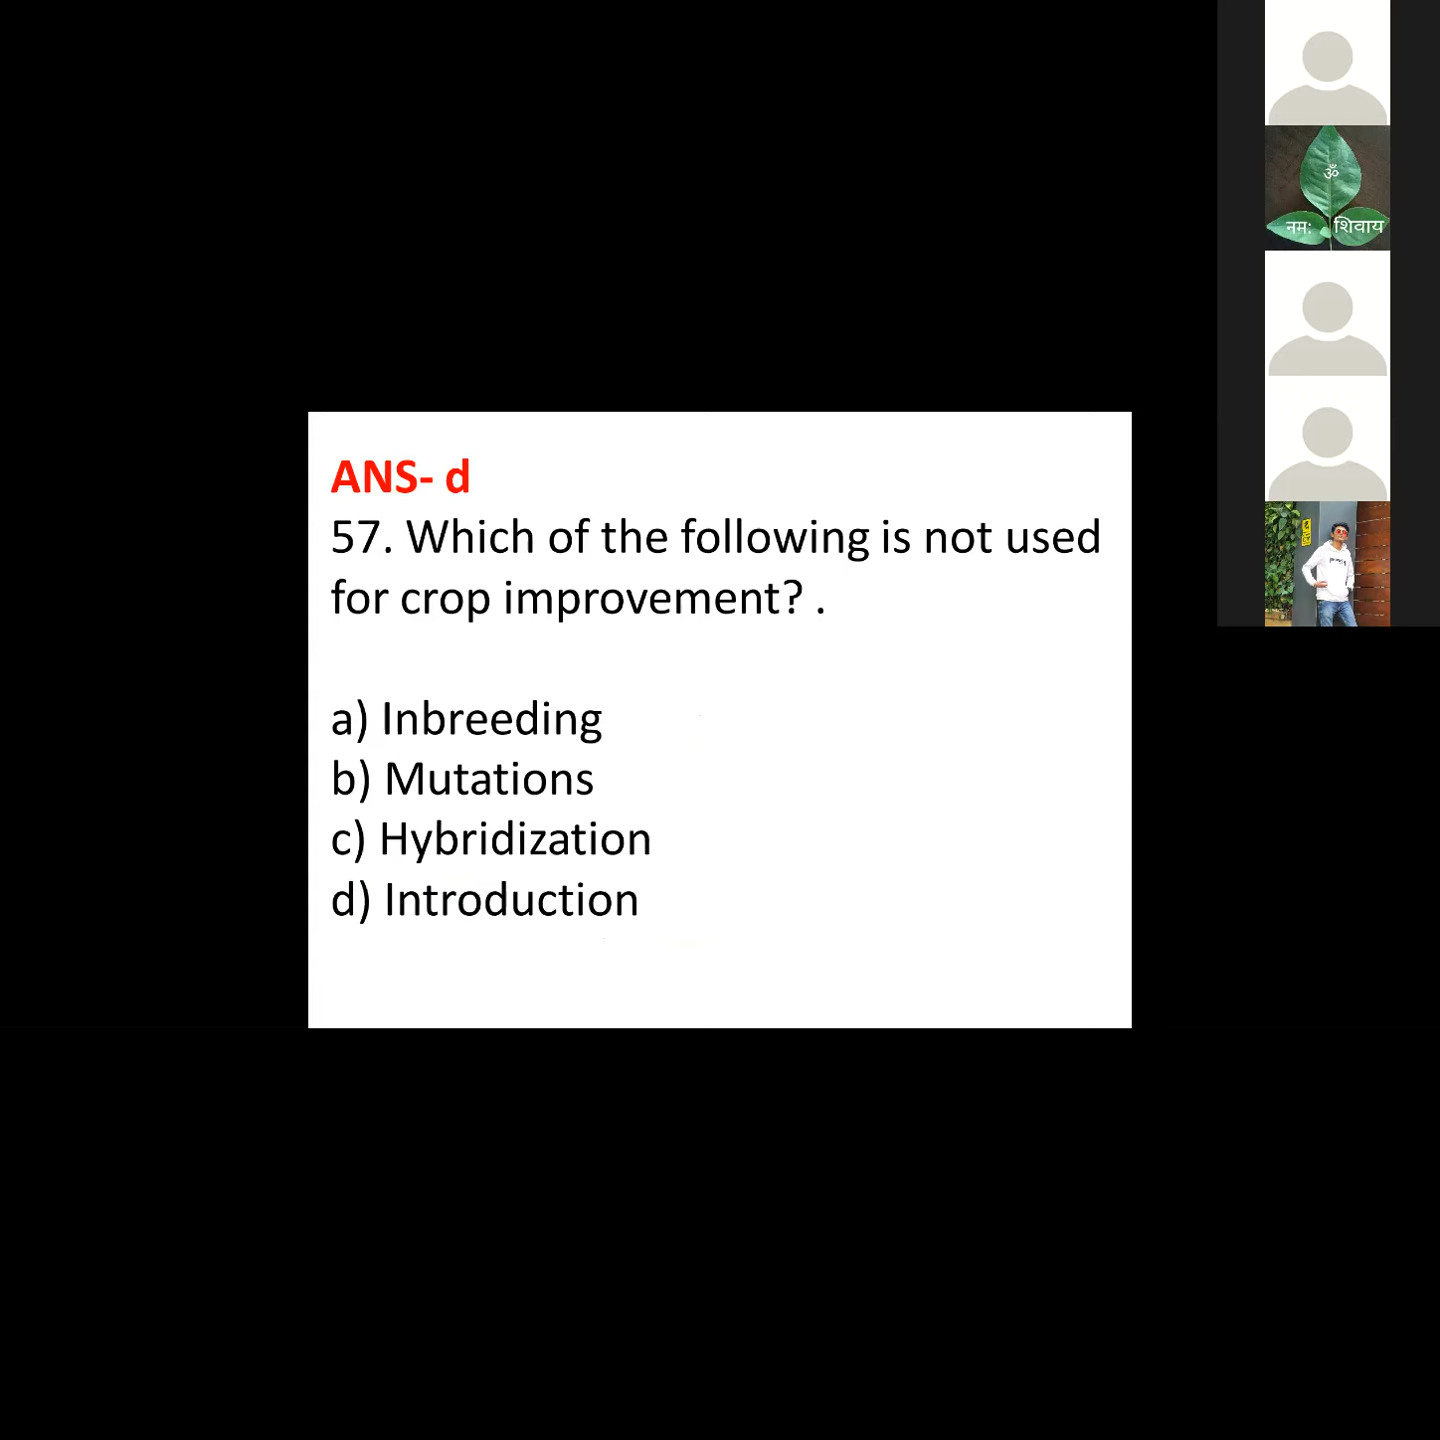 ANS- d
57. Which of the following is not used
for crop improvement? .
a) Inbreeding
b) Mutations
c) Hybridization
d) Introduction
ॐ
नम: शिवाय